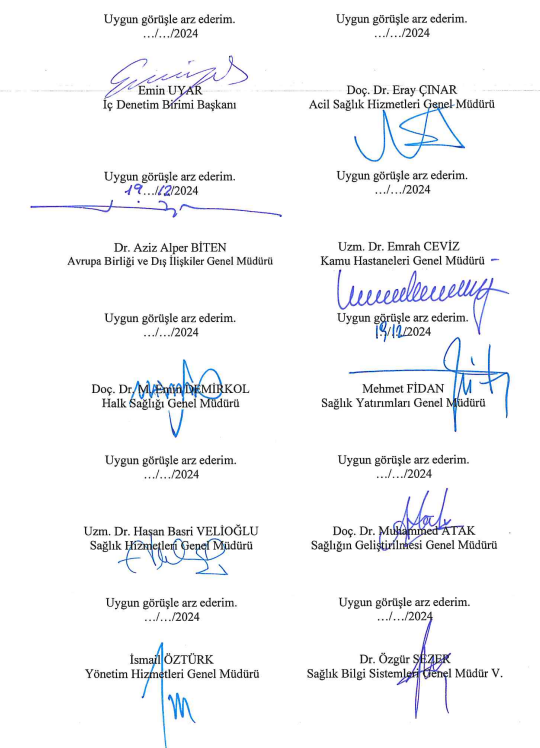 Uygun görüşle arz ederim.
…/…/2024
Emin UYAR
İç Denetim Birimi Başkanı
Uygun görüşle arz ederim.
…/…/2024
Doç. Dr. Eray ÇINAR
Acil Sağlık Hizmetleri Genel Müdürü
Uygun görüşle arz ederim.
19…/12/2024
Dr. Aziz Alper BİTEN
Avrupa Birliği ve Dış İlişkiler Genel Müdürü
Uygun görüşle arz ederim.
…/…/2024
Uzm. Dr. Emrah CEVİZ
Kamu Hastaneleri Genel Müdürü
Uygun görüşle arz ederim.
…/…/2024
Doç. Dr. M. Emin DEMİRKOL
Halk Sağlığı Genel Müdürü
Uygun görüşle arz ederim.
19/12/2024
Mehmet FİDAN
Sağlık Yatırımları Genel Müdürü
Uygun görüşle arz ederim.
…/…/2024
Uzm. Dr. Hasan Basri VELİOĞLU
Sağlık Hizmetleri Genel Müdürü
Uygun görüşle arz ederim.
…/…/2024
Doç. Dr. Muhammed ATAK
Sağlığın Geliştirilmesi Genel Müdürü
Uygun görüşle arz ederim.
…/…/2024
İsmail ÖZTÜRK
Yönetim Hizmetleri Genel Müdürü
Uygun görüşle arz ederim.
…/…/2024
Dr. Özgür SEZER
Sağlık Bilgi Sistemleri Genel Müdür V.